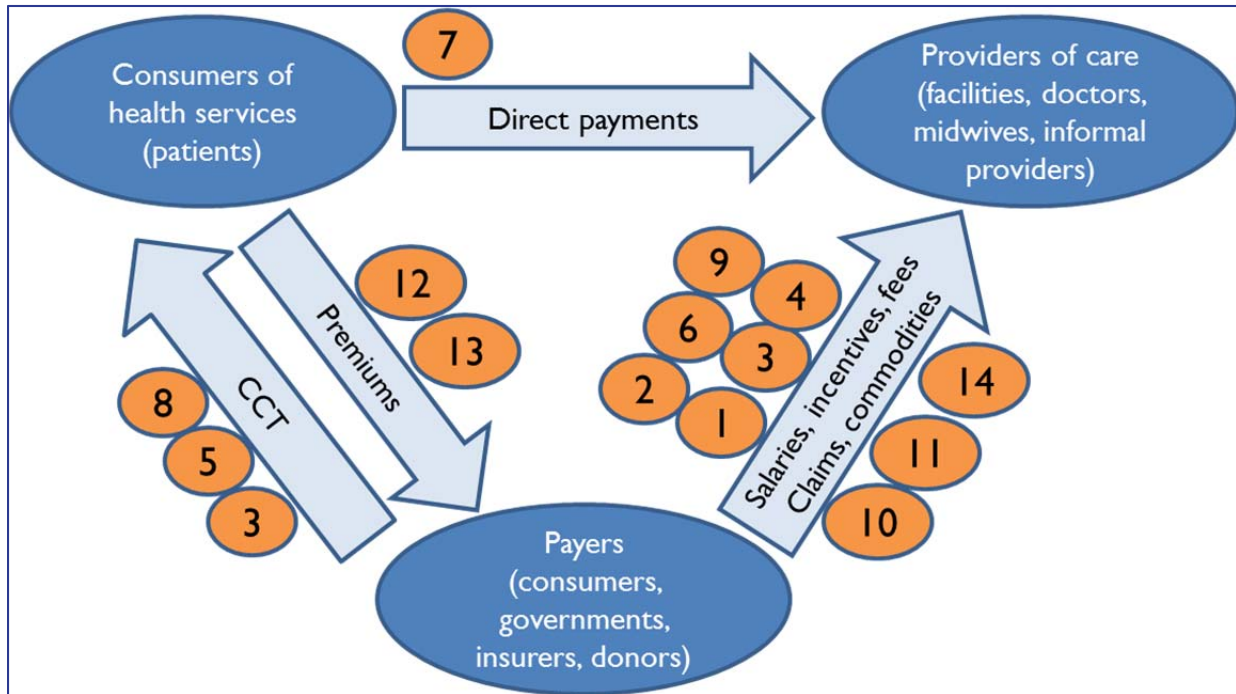 7
Consumers of
health services
(patients)
Direct payments
Providers of care
(facilities, doctors,
midwives, informal
providers)
12
13
Premiums
CCT
8
5
3
9
4
6
3
2
1
Salaries, incentives, fees
Claims, commodities
14
11
10
Payers
(consumers,
governments,
insurers, donors)